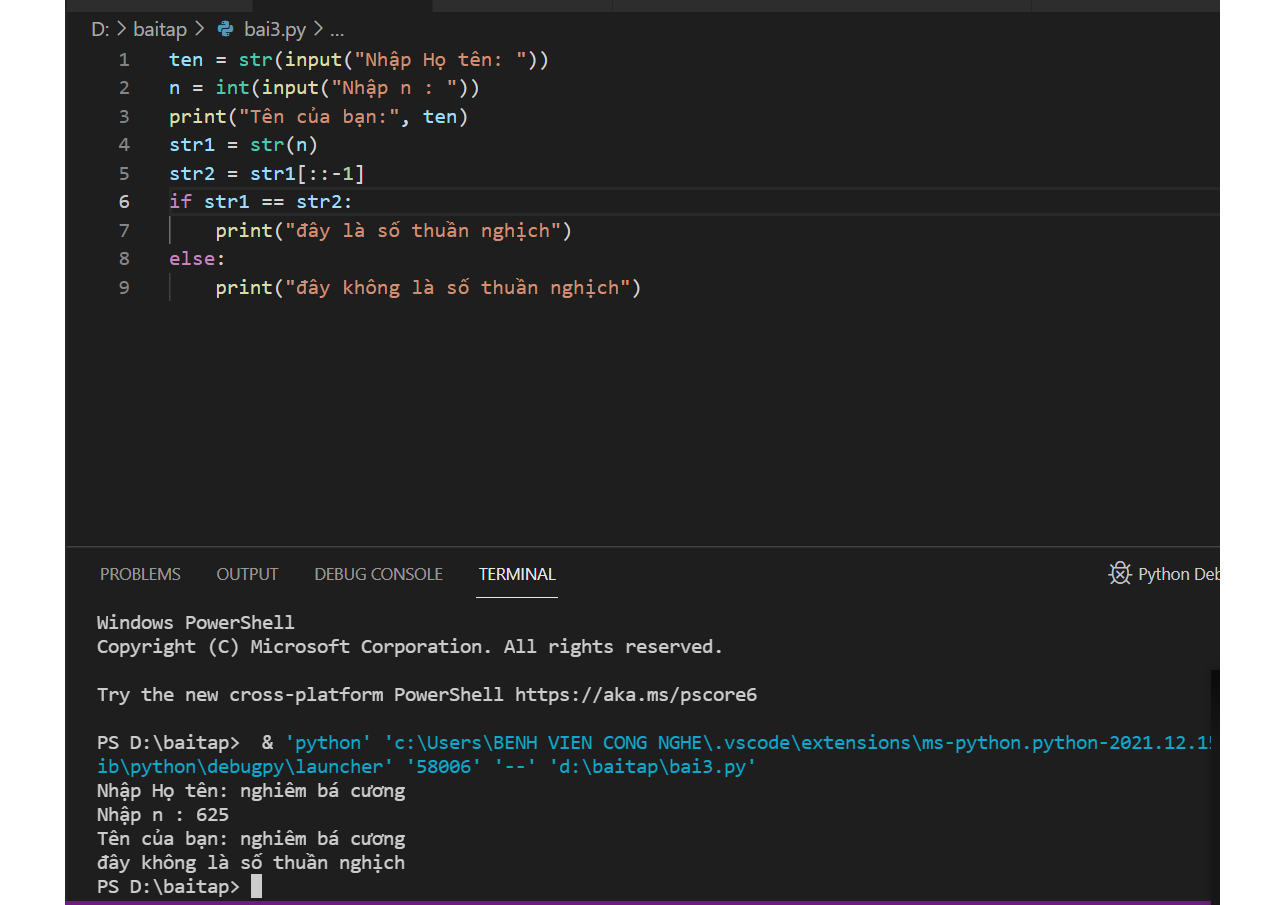 D: > baitap > bai3.py > ...
1 ten = str(input("Nhập Họ tên: "))
2 n = int(input("Nhập n : "))
3 print("Tên của bạn:", ten)
4 str1 = str(n)
5 str2 = str1[::-1]
6 if str1 == str2:
7     print("đây là số thuần nghịch")
8 else:
9     print("đây không là số thuần nghịch")
PROBLEMS OUTPUT DEBUG CONSOLE TERMINAL Python Deb
Windows PowerShell
Copyright (C) Microsoft Corporation. All rights reserved.
Try the new cross-platform PowerShell https://aka.ms/pscore6
PS D:\baitap>  & 'python' 'c:\Users\BENH VIEN CONG NGHE\.vscode\extensions\ms-python.python-2021.12.15
ib\python\debugpy\launcher' '58006' '--' 'd:\baitap\bai3.py'
Nhập Họ tên: nghiêm bá cương
Nhập n : 625
Tên của bạn: nghiêm bá cương
đây không là số thuần nghịch
PS D:\baitap>